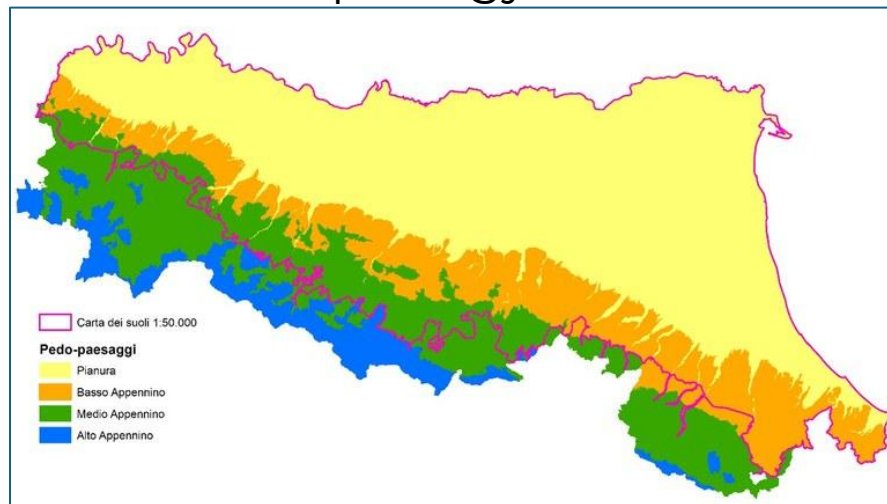 Carta dei suoli 1:50.000
Pedo-paesaggi
Pianura
Basso Appennino
Medio Appennino
Alto Appennino